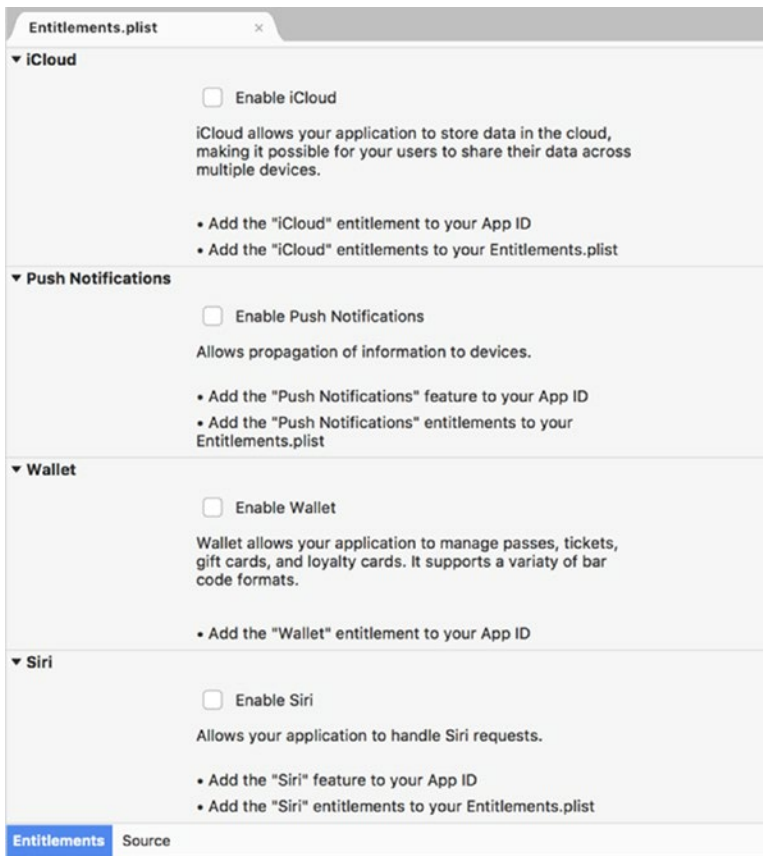 Entitlements.plist
iCloud
Enable iCloud
iCloud allows your application to store data in the cloud,
making it possible for your users to share their data across
multiple devices.
• Add the "iCloud" entitlement to your App ID
• Add the "iCloud" entitlements to your Entitlements.plist
Push Notifications
Enable Push Notifications
Allows propagation of information to devices.
• Add the "Push Notifications" feature to your App ID
• Add the "Push Notifications" entitlements to your
Entitlements.plist
Wallet
Enable Wallet
Wallet allows your application to manage passes, tickets,
gift cards, and loyalty cards. It supports a variaty of bar
code formats.
• Add the "Wallet" entitlement to your App ID
Siri
Enable Siri
Allows your application to handle Siri requests.
• Add the "Siri" feature to your App ID
• Add the "Siri" entitlements to your Entitlements.plist
Entitlements Source